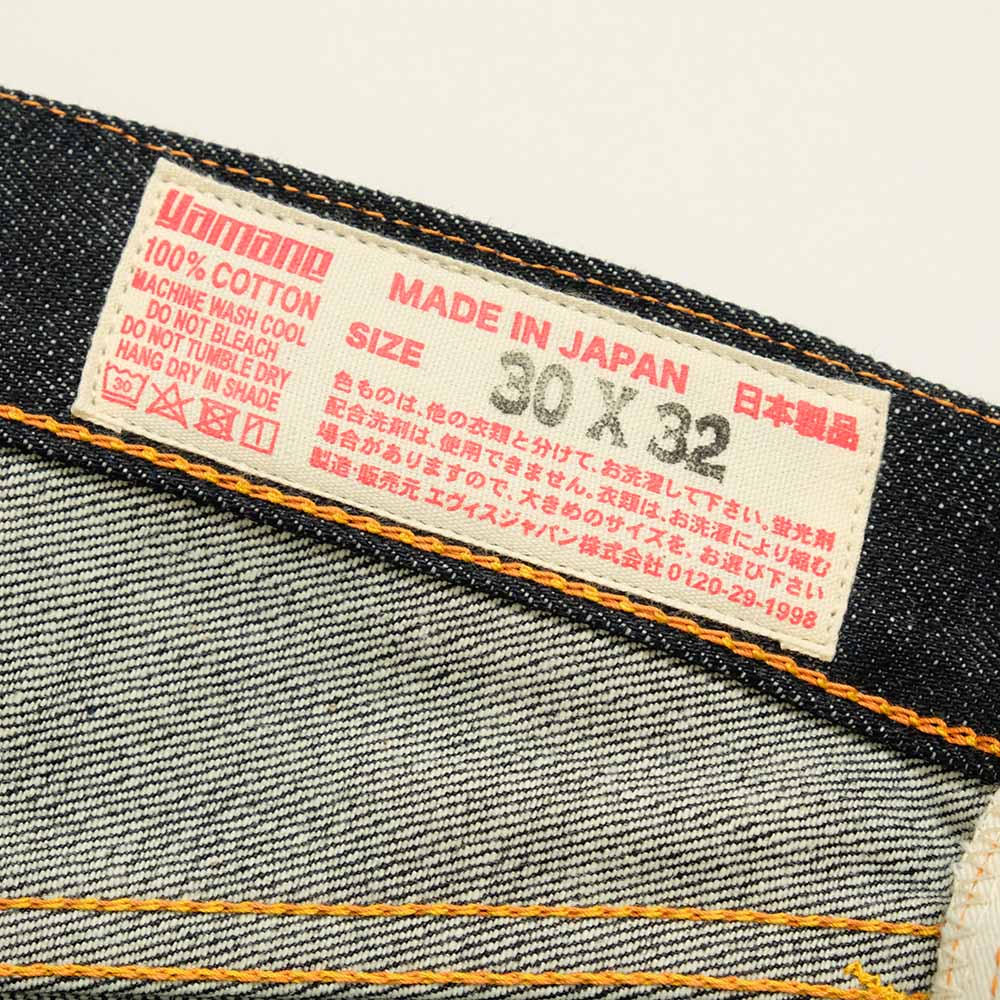 yamane
100% COTTON
MACHINE WASH COOL
DO NOT BLEACH
DO NOT TUMBLE DRY
HANG DRY IN SHADE
30
MADE IN JAPAN
日本製品
SIZE
30 X 32
色ものは、他の衣類と分けて、お洗濯して下さい。蛍光剤
配合洗剤は、使用できません。衣類は、お洗濯により縮む
場合がありますので、大きめのサイズを、お選び下さい
製造・販売元 エヴィスジャパン株式会社 0120-29-1998